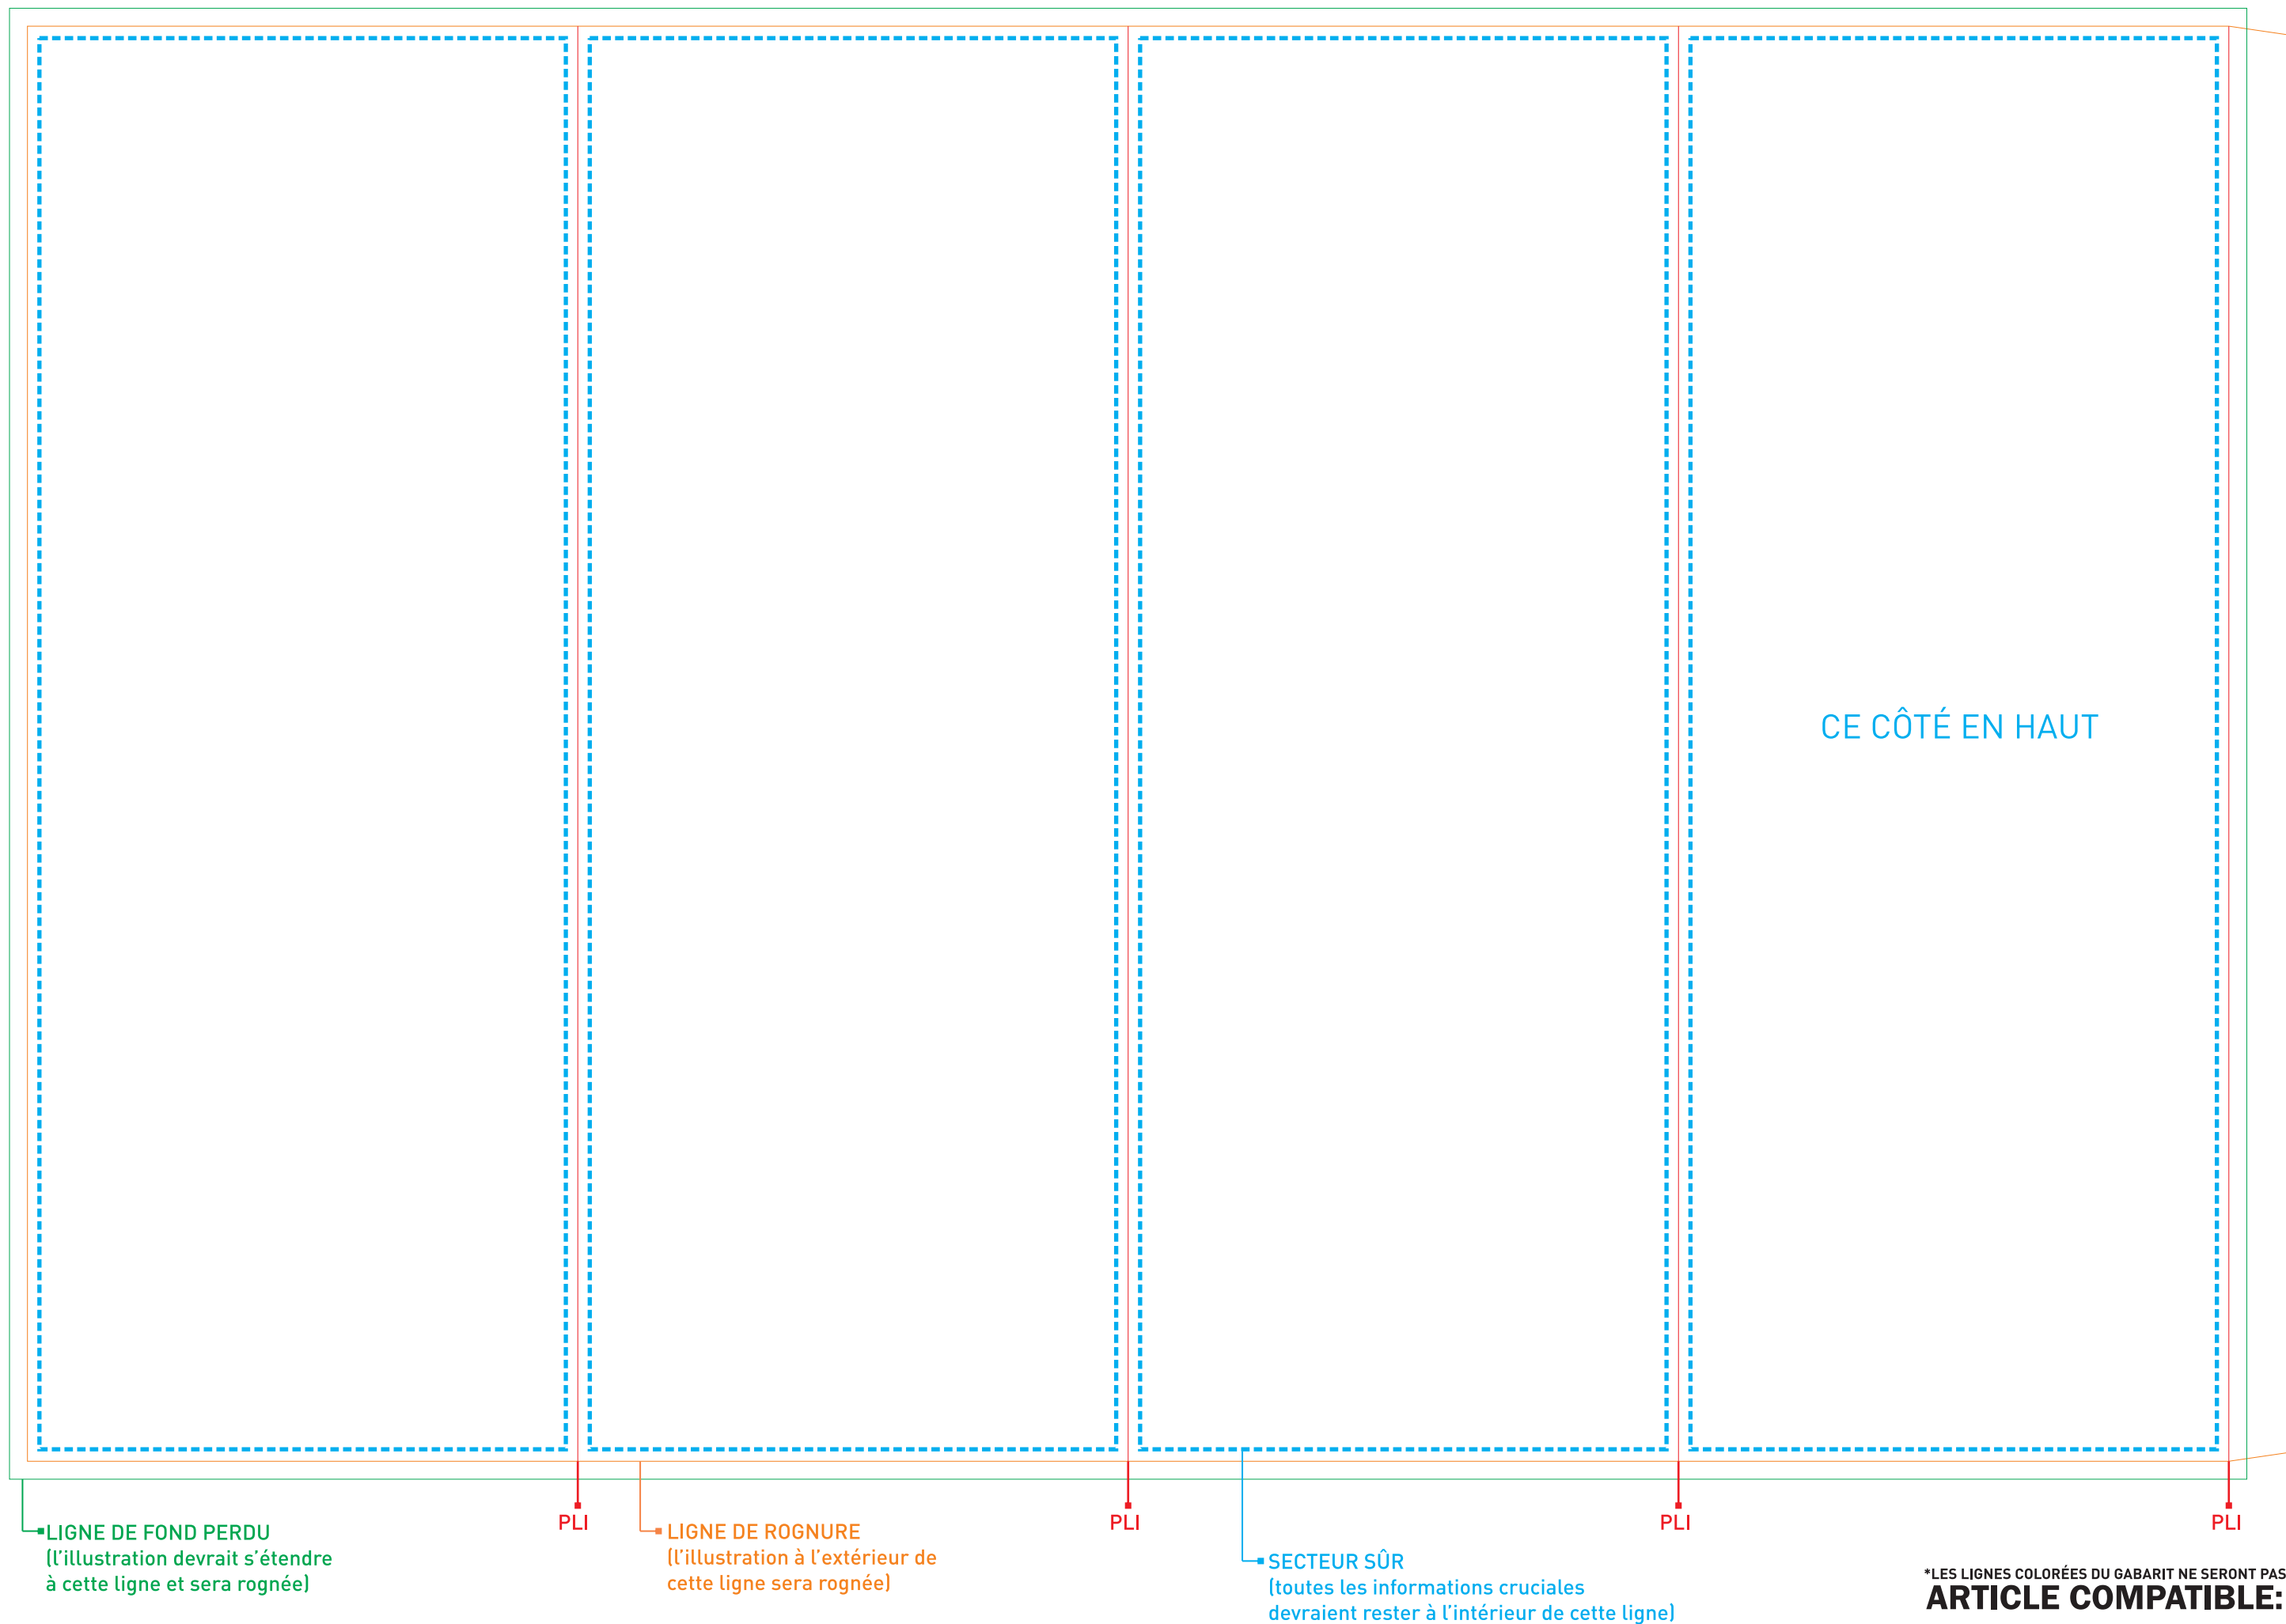 CE CÔTÉ EN HAUT
PLI
PLI
PLI
PLI
LIGNE DE FOND PERDU
(l'illustration devrait s'étendre
à cette ligne et sera rognée)
LIGNE DE ROGNURE
(l'illustration à l'extérieur de
cette ligne sera rognée)
SECTEUR SÛR
(toutes les informations cruciales
devraient rester à l'intérieur de cette ligne)
*LES LIGNES COLORÉES DU GABARIT NE SERONT PAS
ARTICLE COMPATIBLE: